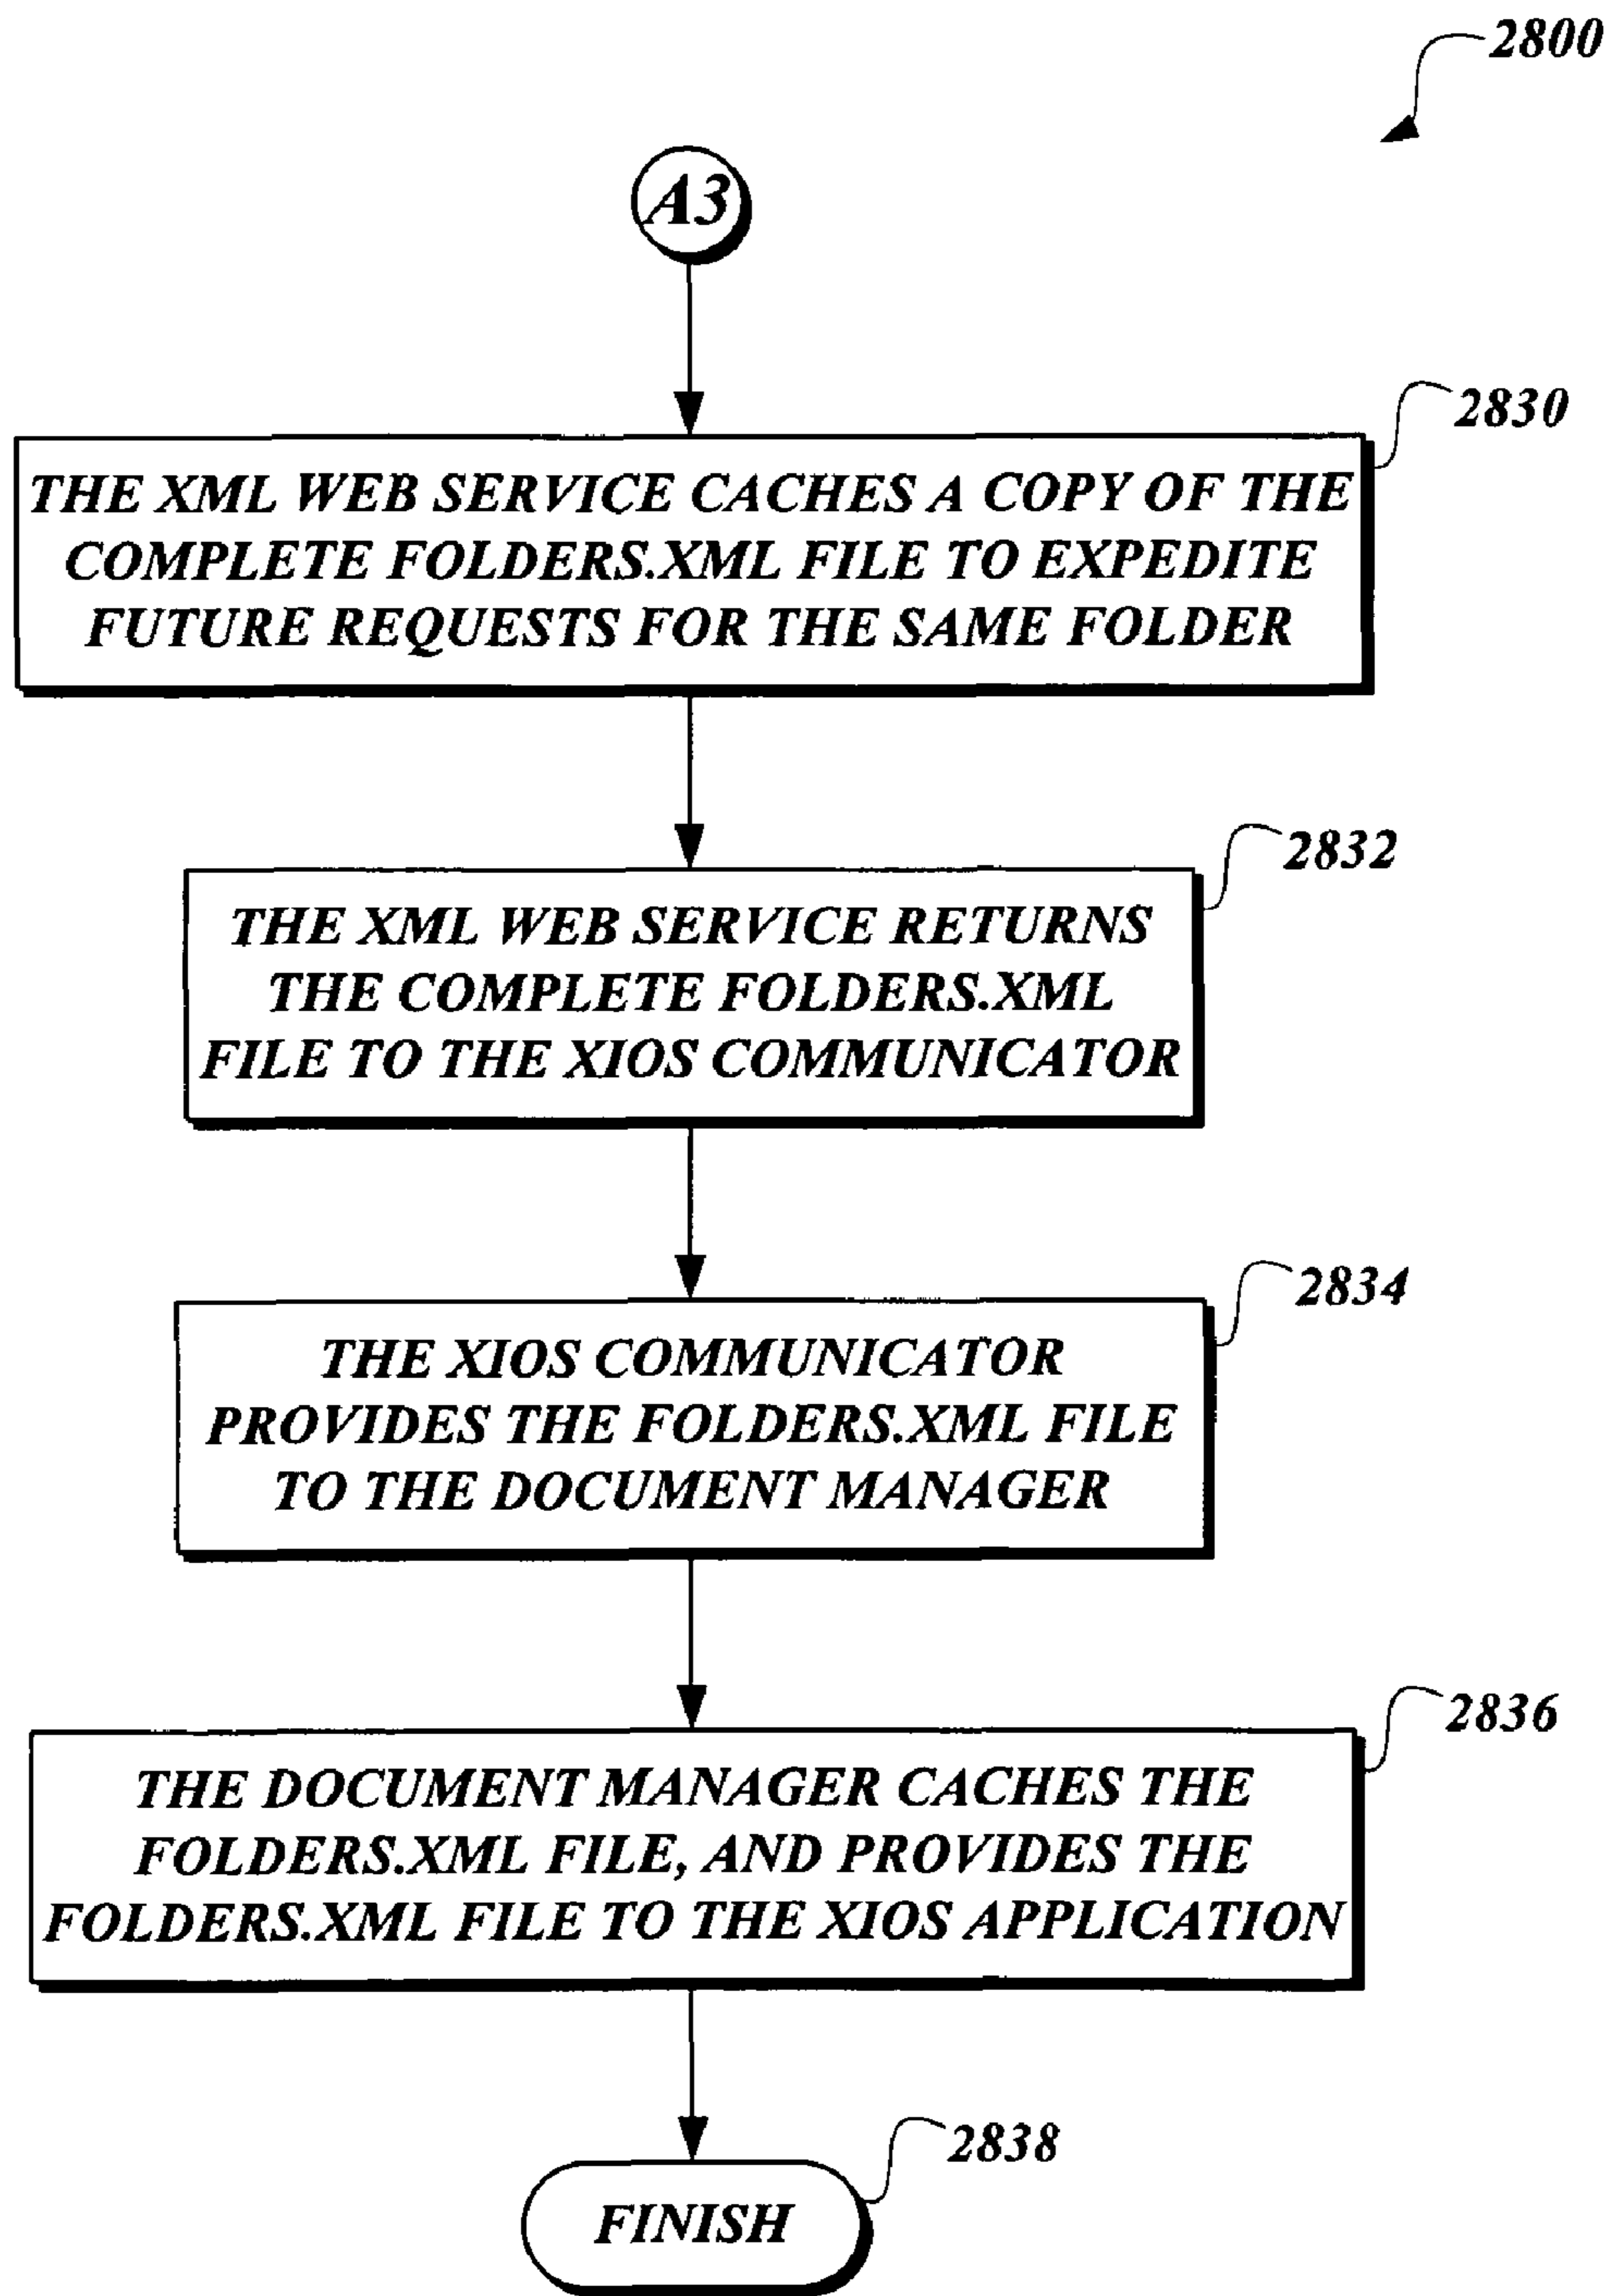 2800
A3
2830
THE XML WEB SERVICE CACHES A COPY OF THE
COMPLETE FOLDERS.XML FILE TO EXPEDITE
FUTURE REQUESTS FOR THE SAME FOLDER
2832
THE XML WEB SERVICE RETURNS
THE COMPLETE FOLDERS.XML
FILE TO THE XIOS COMMUNICATOR
2834
THE XIOS COMMUNICATOR
PROVIDES THE FOLDERS.XML FILE
TO THE DOCUMENT MANAGER
2836
THE DOCUMENT MANAGER CACHES THE
FOLDERS.XML FILE, AND PROVIDES THE
FOLDERS.XML FILE TO THE XIOS APPLICATION
2838
FINISH